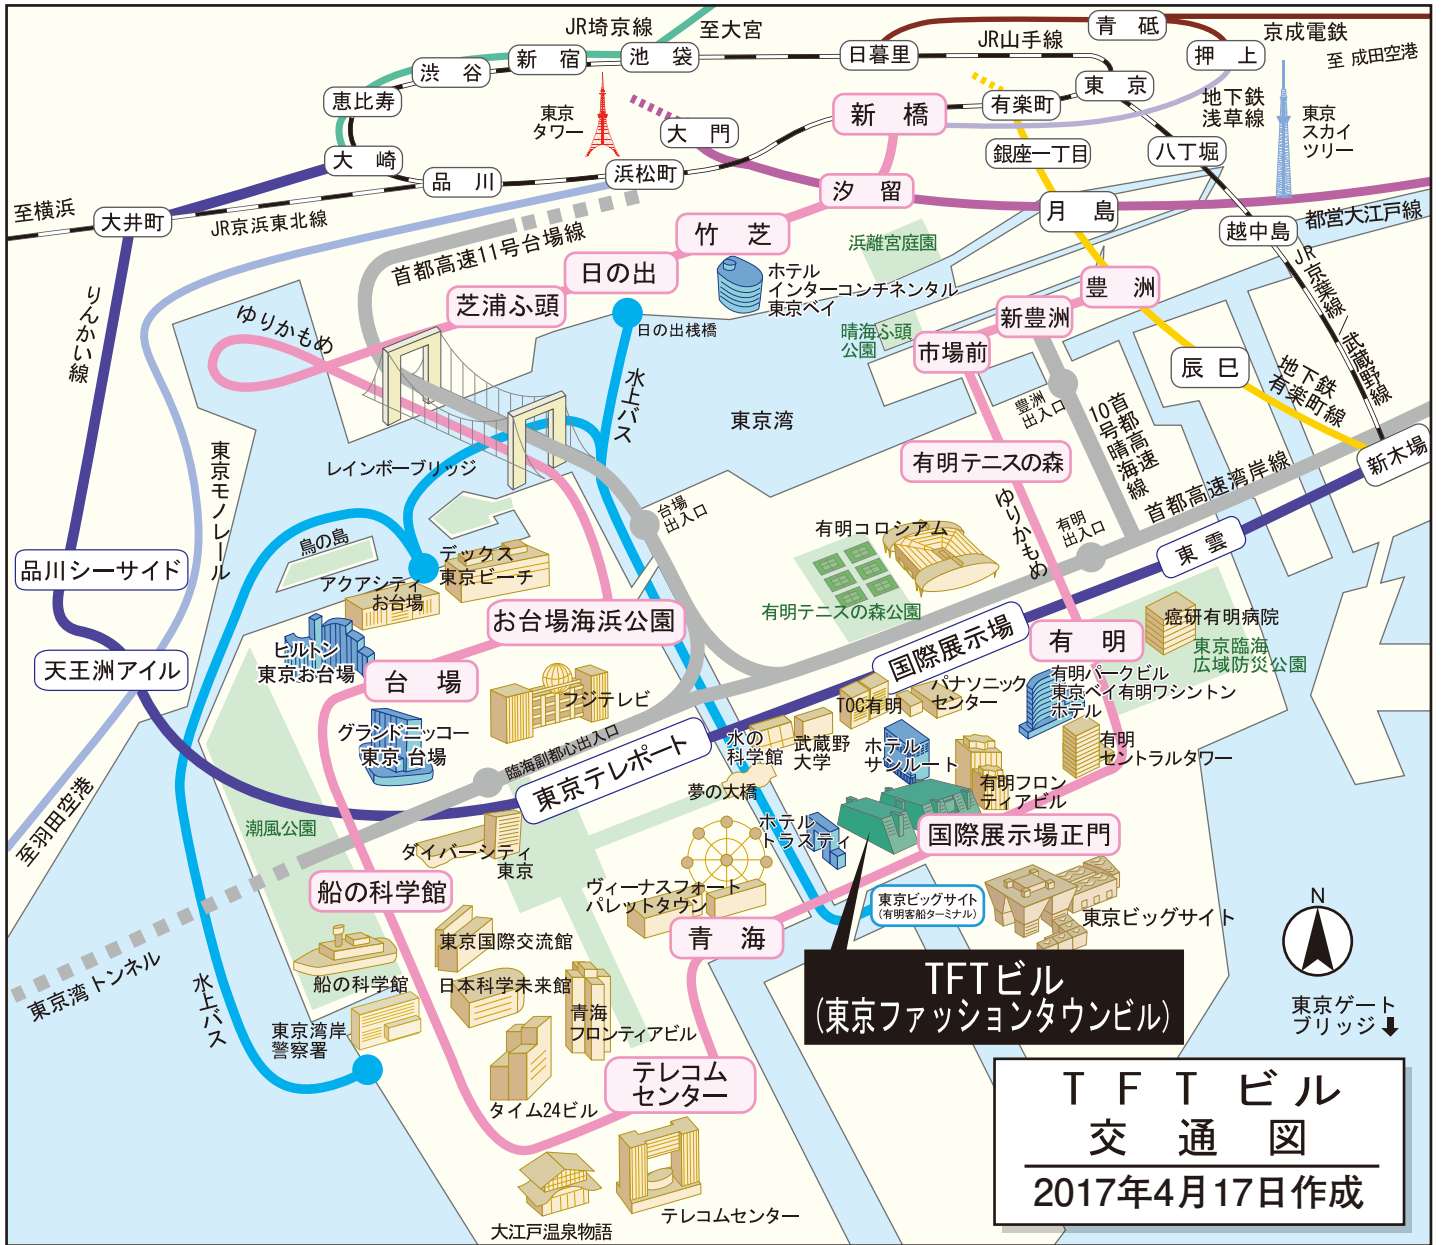 JR埼京線
至大宮
JR山手線
青砥
京成電鉄
至 成田空港
押上
池袋
新宿
渋谷
恵比寿
日暮里
東京
有楽町
新橋
地下鉄
浅草線
東京
タワー
東京
スカイ
ツリー
大門
銀座一丁目
八丁堀
大崎
品川
浜松町
汐留
月島
都営大江戸線
越中島
至横浜
大井町
JR京浜東北線
首都高速11号台場線
竹芝
浜離宮庭園
日の出
ホテル
インターコンチネンタル
東京ベイ
JR京葉線/武蔵野線
豊洲
新豊洲
市場前
晴海ふ頭
公園
芝浦ふ頭
ゆりかもめ
りんかい線
日の出桟橋
水上バス
東京湾
辰巳
地下鉄
有楽町線
豊洲
出入口
10号晴海線
首都高速
新木場
首都高速湾岸線
有明テニスの森
ゆりかもめ
有明
出入口
東雲
レインボーブリッジ
台場
出入口
東京モノレール
鳥の島
デックス
東京ビーチ
アクアシティ
お台場
有明コロシアム
有明テニスの森公園
品川シーサイド
天王洲アイル
ヒルトン
東京お台場
お台場海浜公園
台場
フジテレビ
グランドニッコー
東京 台場
国際展示場
有明
癌研有明病院
東京臨海
広域防災公園
有明パークビル
東京ベイ有明ワシントン
ホテル
パナソニック
センター
TOC有明
水の
科学館
武蔵野
大学
ホテル
サンルート
有明
セントラルタワー
有明フロン
ティアビル
臨海副都心出入口
東京テレポート
夢の大橋
ホテル
トラスティ
国際展示場正門
至羽田空港
潮風公園
ダイバーシティ
東京
船の科学館
ヴィーナスフォート
パレットタウン
青海
東京ビッグサイト
(有明客船ターミナル)
東京ビッグサイト
東京湾トンネル
水上バス
船の科学館
東京国際交流館
日本科学未来館
青海
フロンティアビル
東京湾岸
警察署
タイム24ビル
テレコム
センター
テレコムセンター
大江戸温泉物語
TFTビル
(東京ファッションタウンビル)
N
東京ゲート
ブリッジ
TFTビル
交通図
2017年4月17日作成